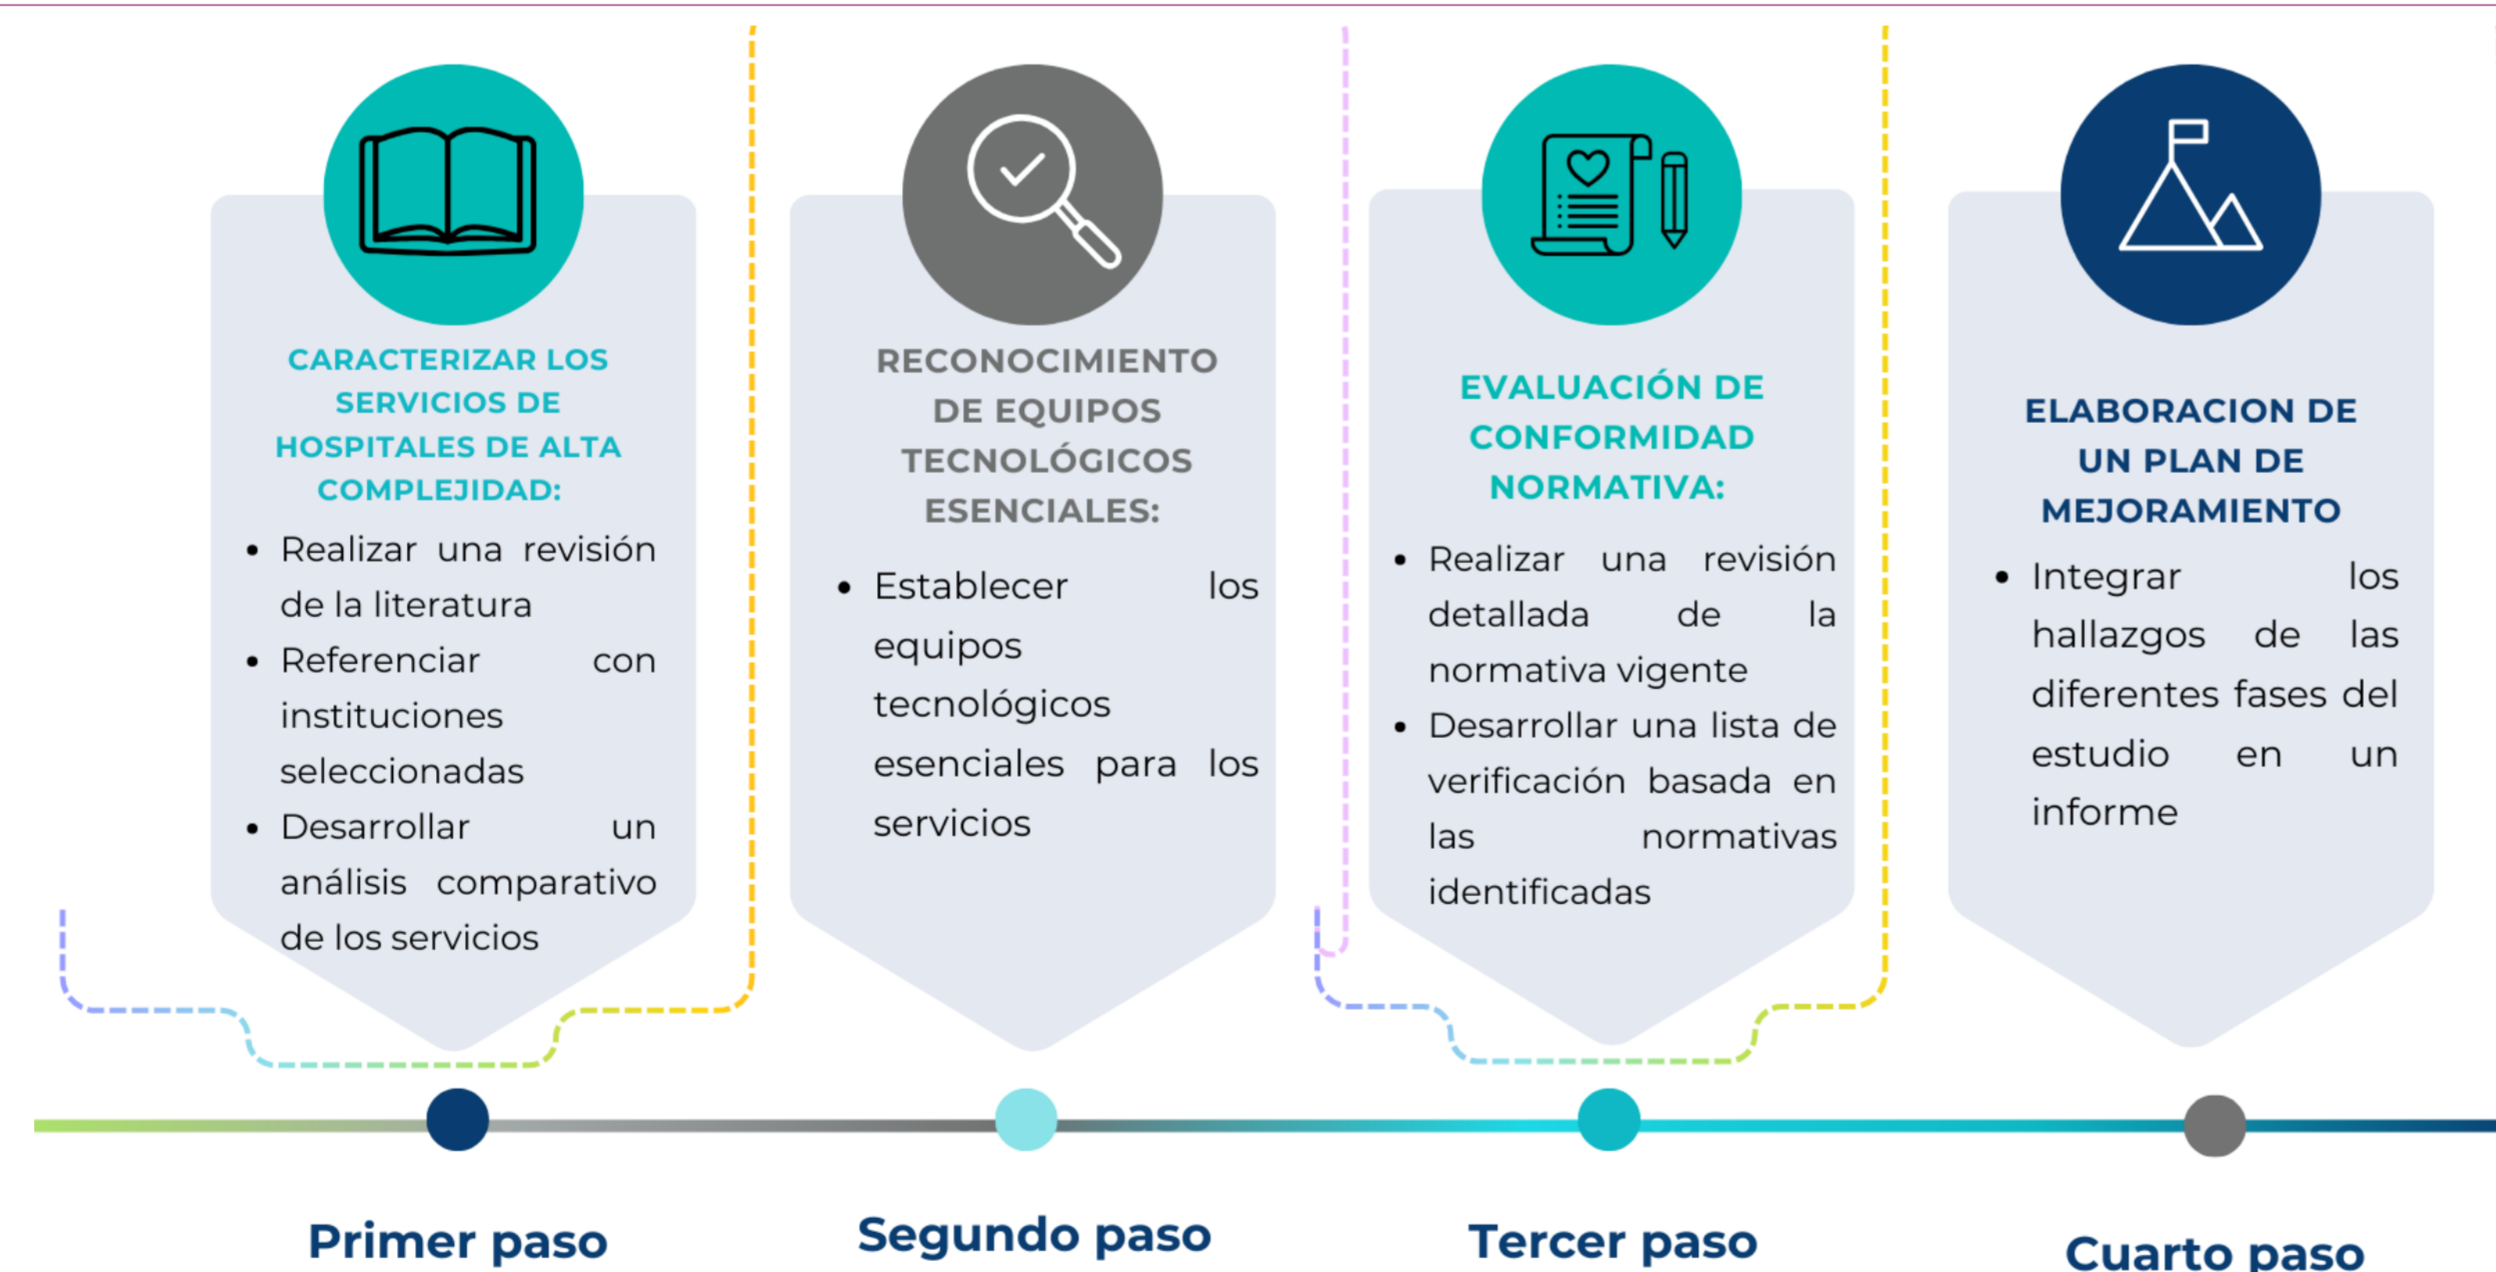 CARACTERIZAR LOS
SERVICIOS DE
HOSPITALES DE ALTA
COMPLEJIDAD:
• Realizar una revisión
de la literatura
• Referenciar con
instituciones
seleccionadas
• Desarrollar un
análisis comparativo
de los servicios
RECONOCIMIENTO
DE EQUIPOS
TECNOLÓGICOS
ESENCIALES:
• Establecer los
equipos
tecnológicos
esenciales para los
servicios
EVALUACIÓN DE
CONFORMIDAD
NORMATIVA:
• Realizar una revisión
detallada de la
normativa vigente
• Desarrollar una lista de
verificación basada en
las normativas
identificadas
ELABORACION DE
UN PLAN DE
MEJORAMIENTO
• Integrar los
hallazgos de las
diferentes fases del
estudio en un
informe
Primer paso
Segundo paso
Tercer paso
Cuarto paso